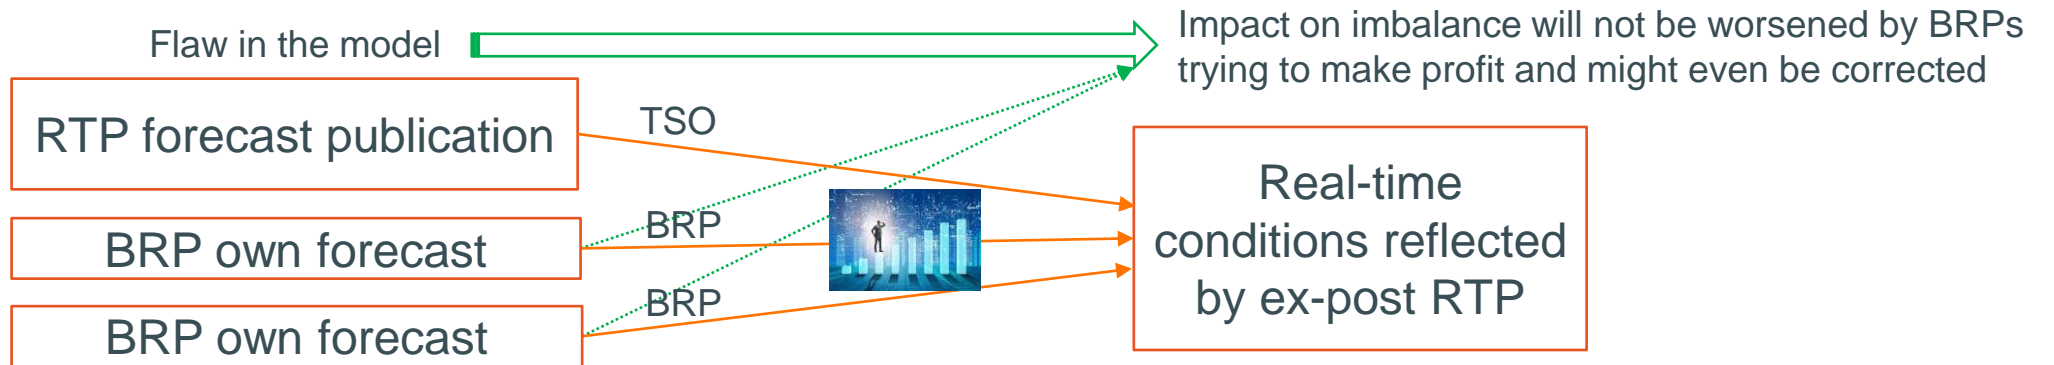 Flaw in the model
Impact on imbalance will not be worsened by BRPs
trying to make profit and might even be corrected
RTP forecast publication
TSO
BRP own forecast
BRP
BRP own forecast
BRP
Real-time
conditions reflected
by ex-post RTP